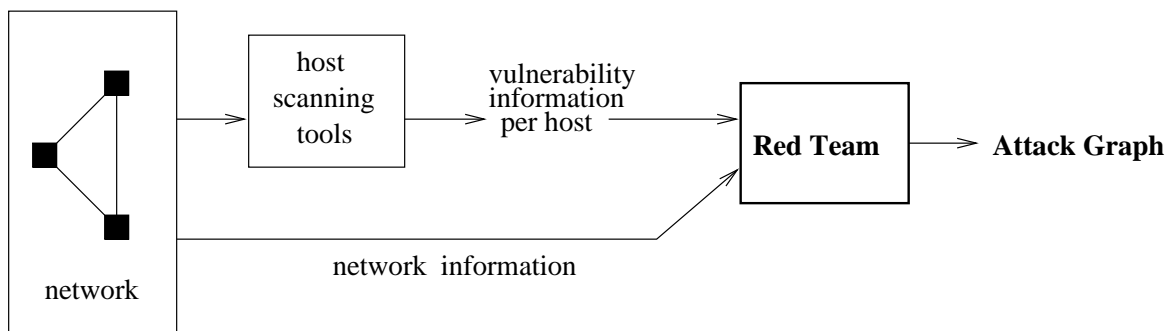 network
host
scanning
tools
vulnerability
information
per host
network information
Red Team
Attack Graph